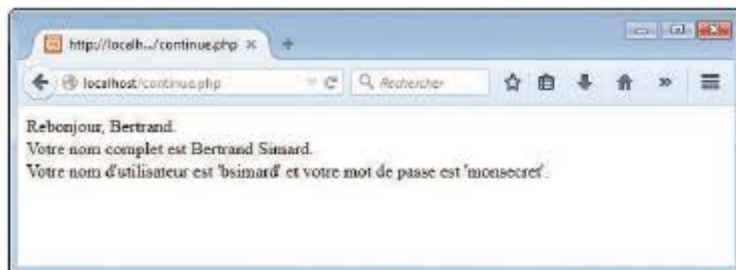 http://localh.../continue.php
localhost/continue.php
Rechercher
Rebonjour, Bertrand.
Votre nom complet est Bertrand Simard.
Votre nom d'utilisateur est 'bsimard' et votre mot de passe est 'monsecret'.